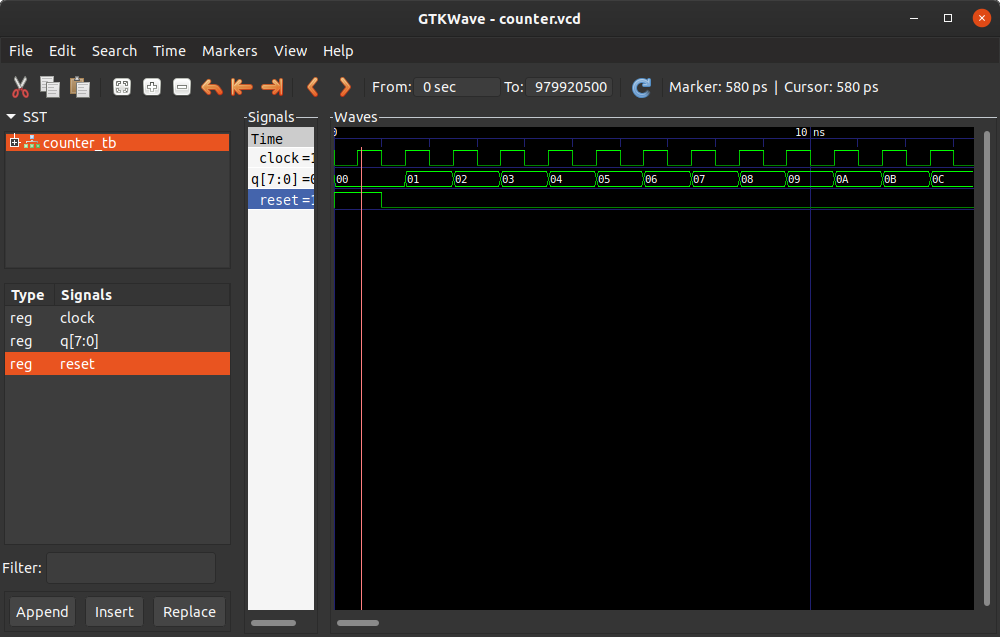 GTKWave - counter.vcd
File Edit Search Time Markers View Help
From: 0 sec To: 979920500 Marker: 580 ps | Cursor: 580 ps
SST
counter_tb
Type Signals
reg clock
reg q[7:0]
reg reset
Filter:
Append Insert Replace
Signals
Time
clock=1
q[7:0]=0
reset=1
Waves
0 10 ns
00 01 02 03 04 05 06 07 08 09 0A 0B 0C